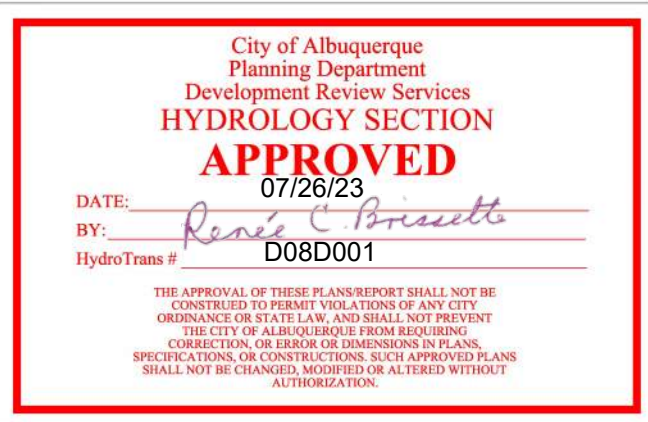 City of Albuquerque
Planning Department
Development Review Services
HYDROLOGY SECTION
APPROVED
DATE: 07/26/23
BY: Renée C. Brissette
HydroTrans # D08D001
THE APPROVAL OF THESE PLANS/REPORT SHALL NOT BE
CONSTRUED TO PERMIT VIOLATIONS OF ANY CITY
ORDINANCE OR STATE LAW, AND SHALL NOT PREVENT
THE CITY OF ALBUQUERQUE FROM REQUIRING
CORRECTION, OR ERROR OR DIMENSIONS IN PLANS,
SPECIFICATIONS, OR CONSTRUCTIONS. SUCH APPROVED PLANS
SHALL NOT BE CHANGED, MODIFIED OR ALTERED WITHOUT
AUTHORIZATION.